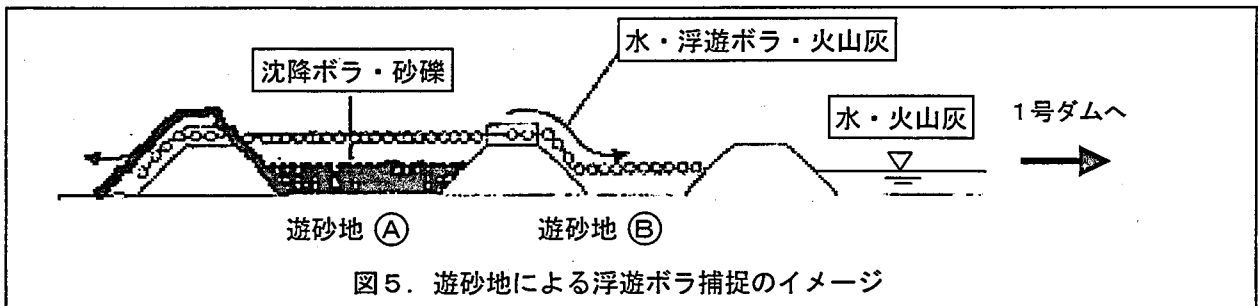 水・浮遊ボラ・火山灰
沈降ボラ・砂礫
水・火山灰
1号ダムへ
遊砂地 Ⓐ
遊砂地 Ⓑ
図5．遊砂地による浮遊ボラ捕捉のイメージ